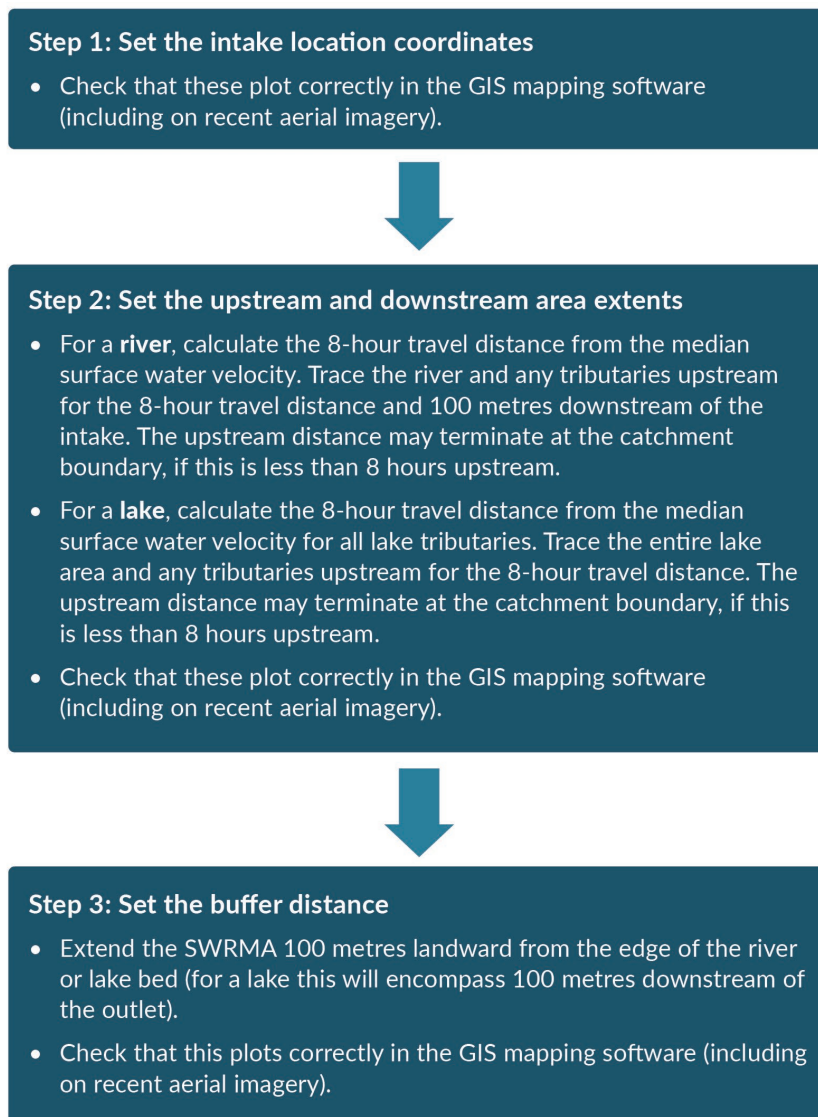 Step 1: Set the intake location coordinates
• Check that these plot correctly in the GIS mapping software
(including on recent aerial imagery).
Step 2: Set the upstream and downstream area extents
• For a river, calculate the 8-hour travel distance from the median
surface water velocity. Trace the river and any tributaries upstream
for the 8-hour travel distance and 100 metres downstream of the
intake. The upstream distance may terminate at the catchment
boundary, if this is less than 8 hours upstream.
• For a lake, calculate the 8-hour travel distance from the median
surface water velocity for all lake tributaries. Trace the entire lake
area and any tributaries upstream for the 8-hour travel distance. The
upstream distance may terminate at the catchment boundary, if this
is less than 8 hours upstream.
• Check that these plot correctly in the GIS mapping software
(including on recent aerial imagery).
Step 3: Set the buffer distance
• Extend the SWRMA 100 metres landward from the edge of the river
or lake bed (for a lake this will encompass 100 metres downstream of
the outlet).
• Check that this plots correctly in the GIS mapping software (including
on recent aerial imagery).